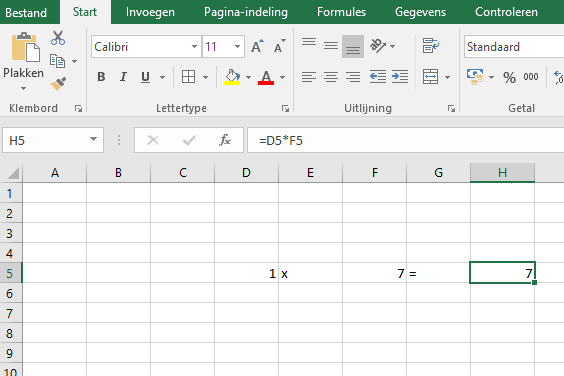 Bestand Start Invoegen Pagina-indeling Formules Gegevens Controleren
Calibri 11 A A Standaard
Plakken B I U A % 000
Klembord Lettertype Uitlijning Getal
H5 fx =D5*F5
A B C D E F G H
1
2
3
4
5 1 x 7 = 7
6
7
8
9
10